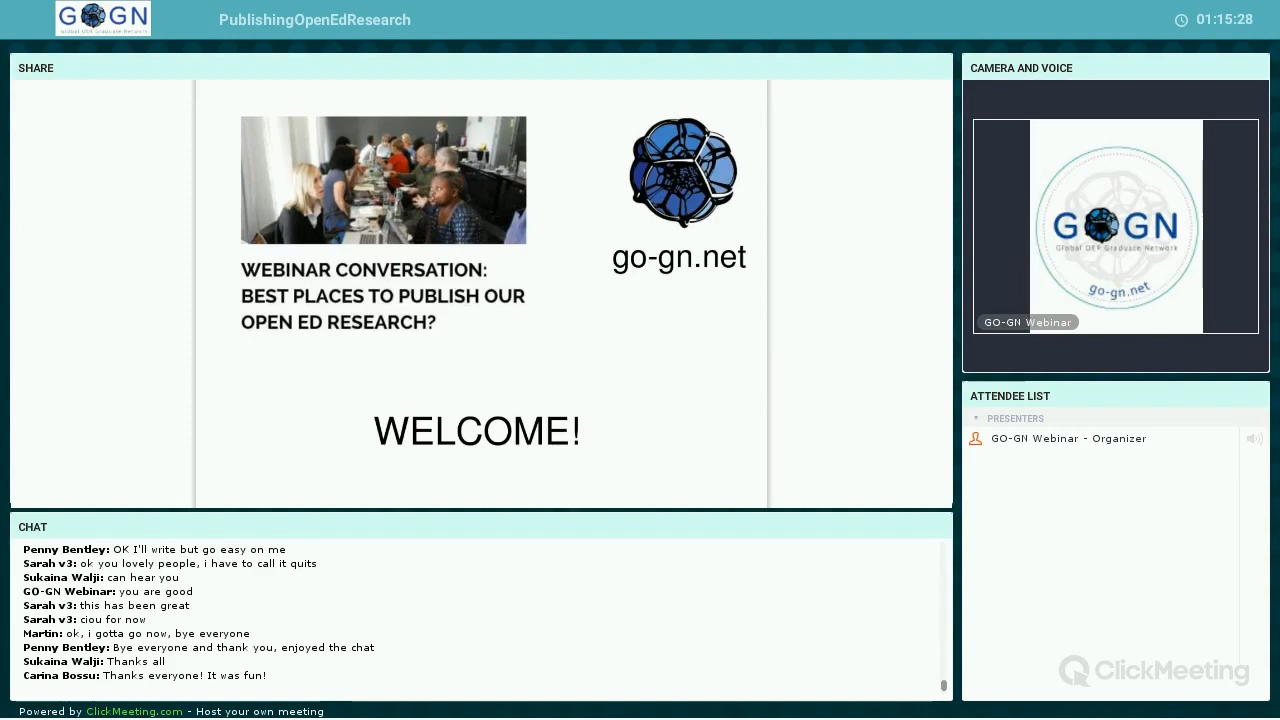 GO GN
Global OER Graduate Network
PublishingOpenEdResearch
01:15:28
SHARE
WEBINAR CONVERSATION:
BEST PLACES TO PUBLISH OUR
OPEN ED RESEARCH?
go-gn.net
WELCOME!
CAMERA AND VOICE
GO GN
Global OER Graduate Network
go-gn.net
GO-GN Webinar
ATTENDEE LIST
PRESENTERS
GO-GN Webinar - Organizer
ClickMeeting
CHAT
Penny Bentley: OK I'll write but go easy on me
Sarah v3: ok you lovely people, i have to call it quits
Sukaina Walji: can hear you
GO-GN Webinar: you are good
Sarah v3: this has been great
Sarah v3: ciou for now
Martin: ok, i gotta go now, bye everyone
Penny Bentley: Bye everyone and thank you, enjoyed the chat
Sukaina Walji: Thanks all
Carina Bossu: Thanks everyone! It was fun!
Powered by ClickMeeting.com - Host your own meeting